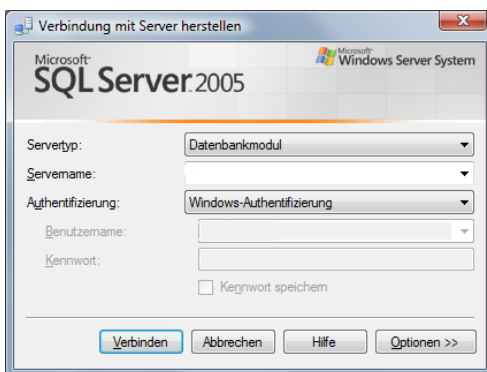 Verbindung mit Server herstellen
Microsoft
SQL Server 2005
Microsoft
Windows Server System
Servertyp: Datenbankmodul
Servername:
Authentifizierung: Windows-Authentifizierung
Benutzername:
Kennwort:
Kennwort speichern
Verbinden Abbrechen Hilfe Optionen >>